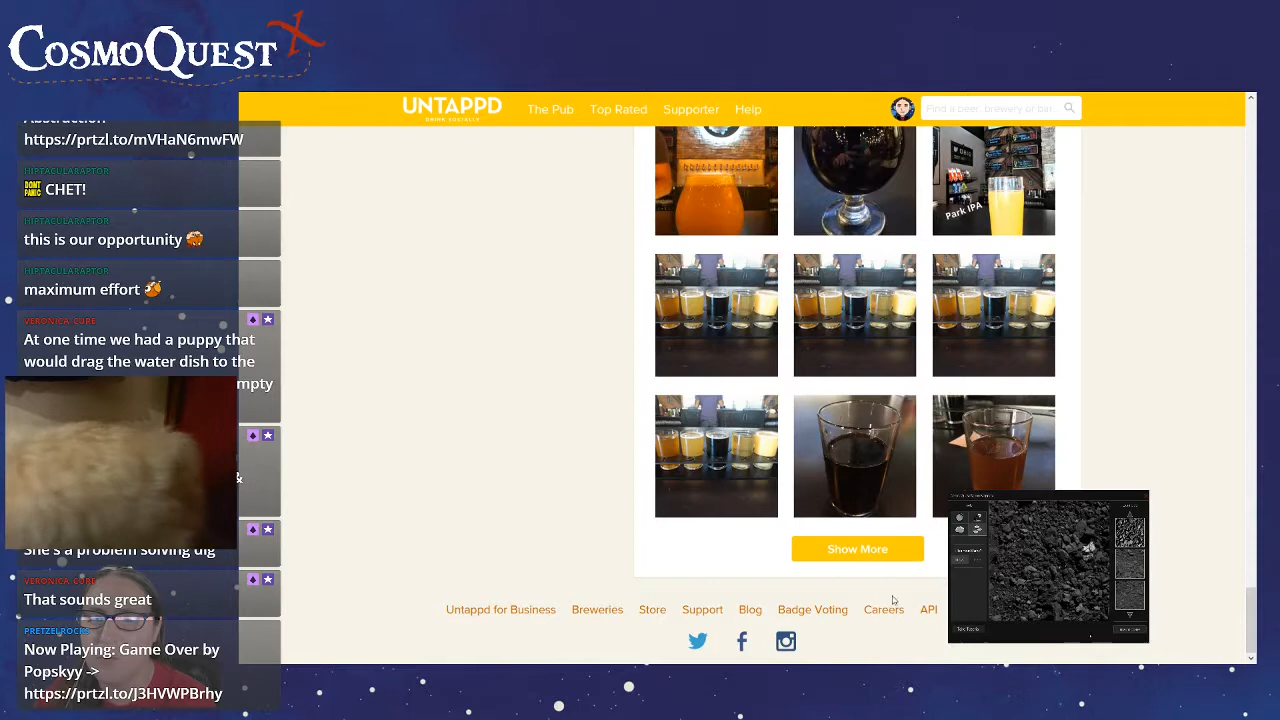 COSMOQUEST X
Abstraction -
https://prtzl.to/mVHaN6mwFW
HIPTACULARAPTOR
DONT PANIC CHET!
HIPTACULARAPTOR
this is our opportunity
HIPTACULARAPTOR
maximum effort
VERONICA_CURE
At one time we had a puppy that
would drag the water dish to the
empty
&
She's a problem solving dig
VERONICA_CURE
That sounds great
PRETZELROCKS
Now Playing: Game Over by
Popskyy ->
https://prtzl.to/J3HVWPBrhy
UNTAPPD
DRINK SOCIALLY
The Pub
Top Rated
Supporter
Help
Find a beer, brewery or bar...
Park IPA
Show More
Untappd for Business
Breweries
Store
Support
Blog
Badge Voting
Careers
API